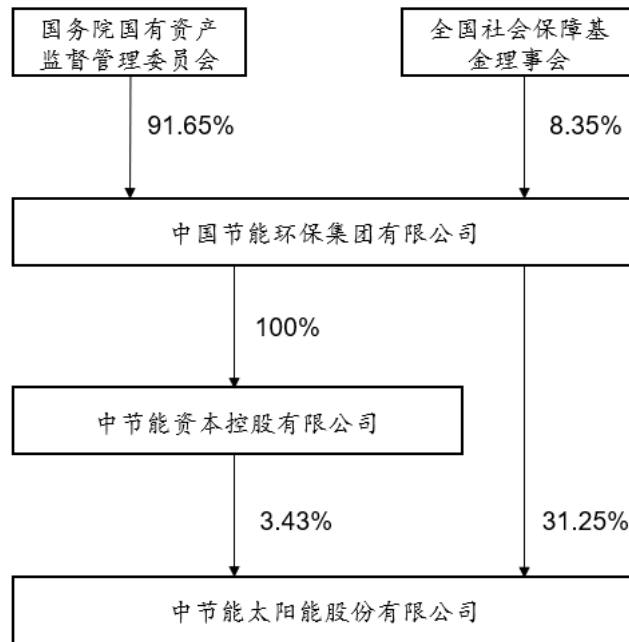 国务院国有资产
监督管理委员会
全国社会保障基
金理事会
91.65%
8.35%
中国节能环保集团有限公司
100%
中节能资本控股有限公司
3.43%
31.25%
中节能太阳能股份有限公司